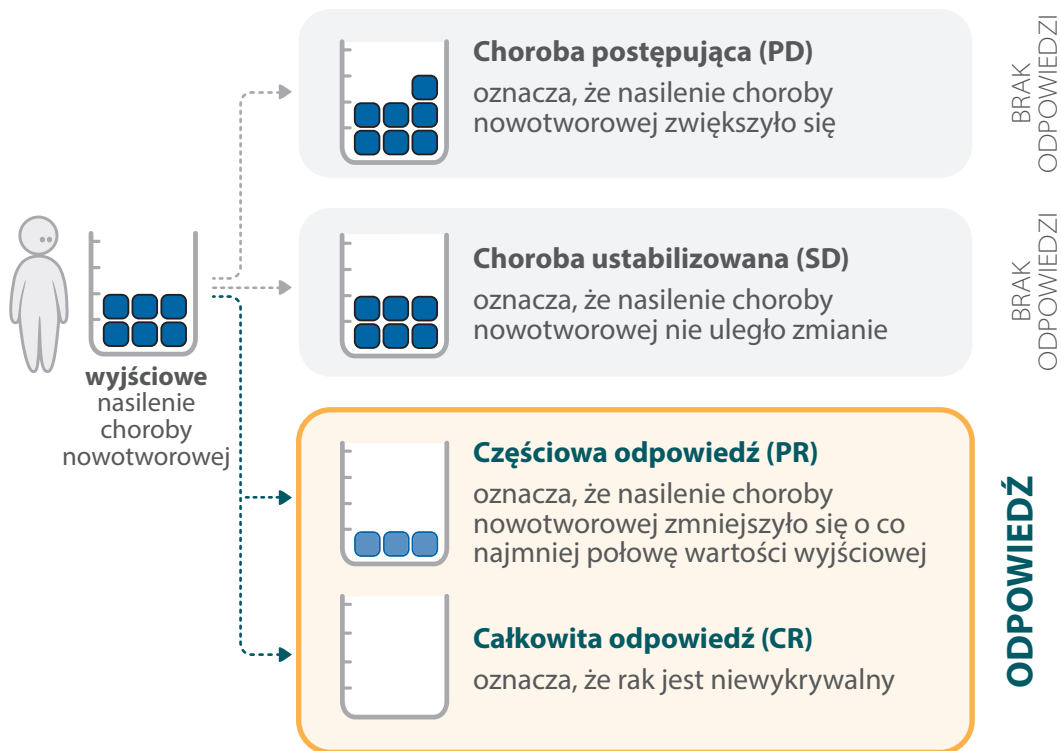 Choroba postępująca (PD)
oznacza, że nasilenie choroby
nowotworowej zwiększyło się
BRAK
ODPOWIEDZI
Choroba ustabilizowana (SD)
oznacza, że nasilenie choroby
nowotworowej nie uległo zmianie
BRAK
ODPOWIEDZI
wyjściowe
nasilenie
choroby
nowotworowej
Częściowa odpowiedź (PR)
oznacza, że nasilenie choroby
nowotworowej zmniejszyło się o co
najmniej połowę wartości wyjściowej
Całkowita odpowiedź (CR)
oznacza, że rak jest niewykrywalny
ODPOWIEDŹ